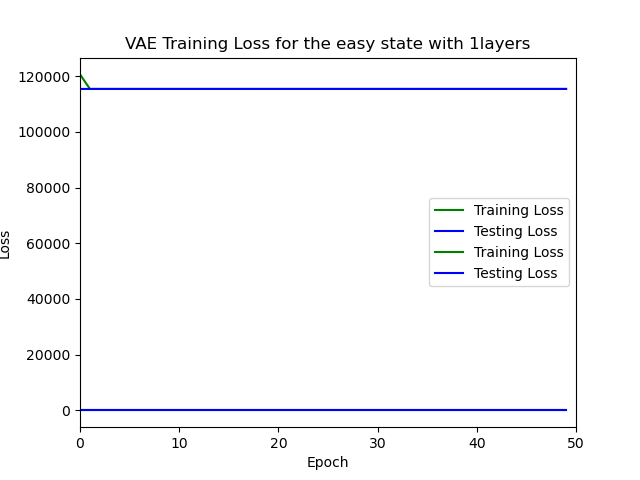 VAE Training Loss for the easy state with 1layers
120000
100000
80000
60000
40000
20000
0
Loss
Training Loss
Testing Loss
Training Loss
Testing Loss
0 10 20 30 40 50
Epoch